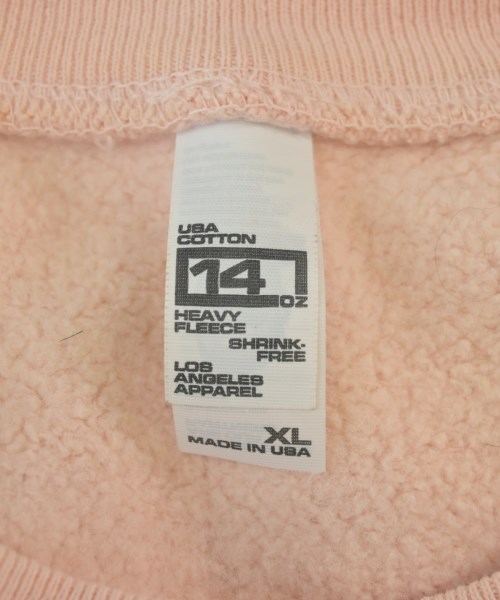 USA
COTTON
14
OZ
HEAVY
FLEECE
SHRINK-
FREE
LOS
ANGELES
APPAREL
XL
MADE IN USA